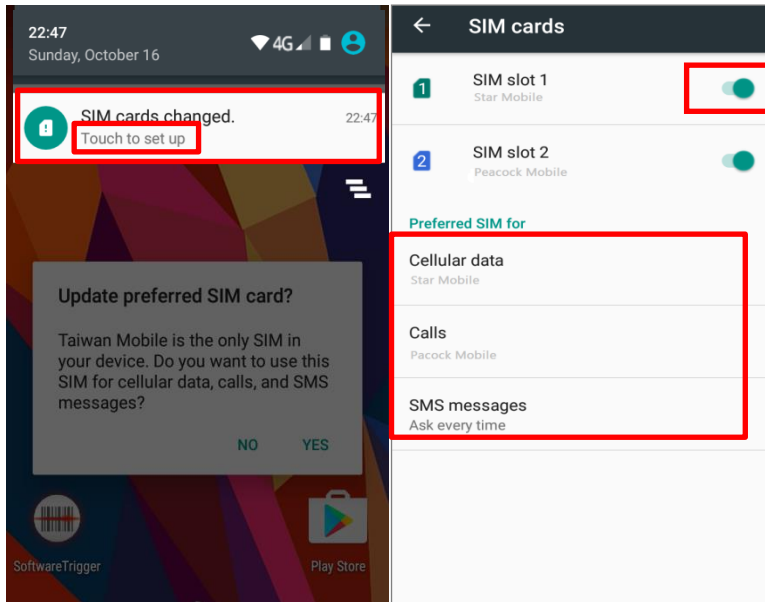 22:47
Sunday, October 16
4G
SIM cards changed.
22:47
Touch to set up
Update preferred SIM card?
Taiwan Mobile is the only SIM in
your device. Do you want to use this
SIM for cellular data, calls, and SMS
messages?
NO YES
SoftwareTrigger
Play Store
SIM cards
1
SIM slot 1
Star Mobile
2
SIM slot 2
Peacock Mobile
Preferred SIM for
Cellular data
Star Mobile
Calls
Pacock Mobile
SMS messages
Ask every time